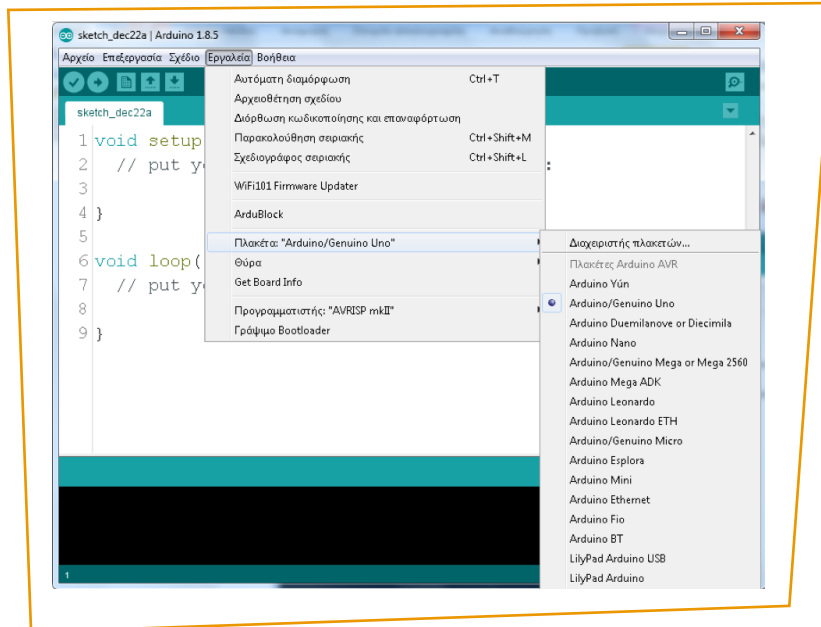 sketch_dec22a | Arduino 1.8.5
Αρχείο Επεξεργασία Σχέδιο Εργαλεία Βοήθεια
sketch_dec22a
Αυτόματη διαμόρφωση Ctrl+T
Αρχειοθέτηση σχεδίου
Διόρθωση κωδικοποίησης και επαναφόρτωση
Παρακολούθηση σειριακής Ctrl+Shift+M
Σχεδιογράφος σειριακής Ctrl+Shift+L
WiFi101 Firmware Updater
ArduBlock
Πλακέτα: "Arduino/Genuino Uno"
Θύρα
Get Board Info
Προγραμματιστής: "AVRISP mkII"
Γράψιμο Bootloader
1 void setup
2 // put y :
3
4 }
5
6 void loop(
7 // put y
8
9 }
Διαχειριστής πλακετών...
Πλακέτες Arduino AVR
Arduino Yún
Arduino/Genuino Uno
Arduino Duemilanove or Diecimila
Arduino Nano
Arduino/Genuino Mega or Mega 2560
Arduino Mega ADK
Arduino Leonardo
Arduino Leonardo ETH
Arduino/Genuino Micro
Arduino Esplora
Arduino Mini
Arduino Ethernet
Arduino Fio
Arduino BT
LilyPad Arduino USB
LilyPad Arduino
1